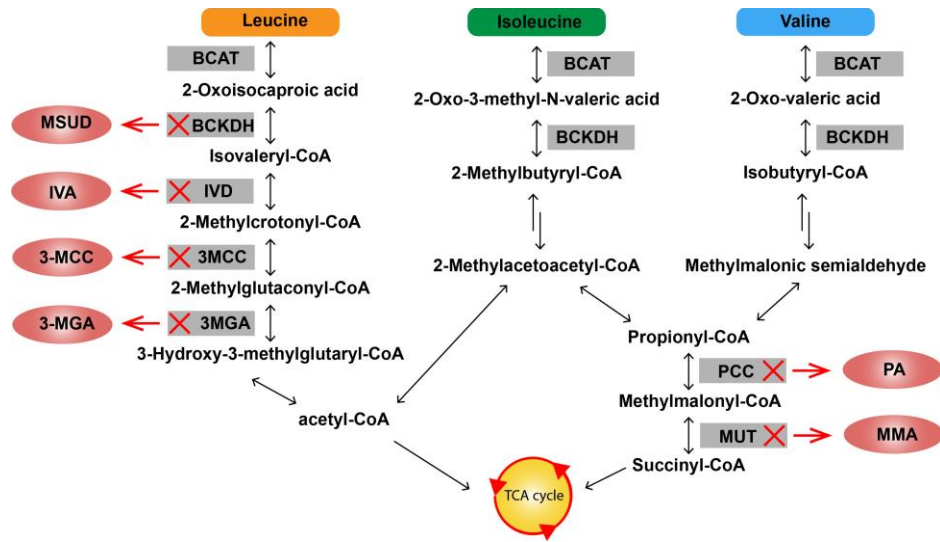 Leucine
Isoleucine
Valine
BCAT
BCAT
BCAT
2-Oxoisocaproic acid
2-Oxo-3-methyl-N-valeric acid
2-Oxo-valeric acid
MSUD
BCKDH
BCKDH
BCKDH
Isovaleryl-CoA
2-Methylbutyryl-CoA
Isobutyryl-CoA
IVA
IVD
2-Methylcrotonyl-CoA
3-MCC
3MCC
2-Methylacetoacetyl-CoA
Methylmalonic semialdehyde
2-Methylglutaconyl-CoA
3-MGA
3MGA
Propionyl-CoA
3-Hydroxy-3-methylglutaryl-CoA
PCC
PA
acetyl-CoA
Methylmalonyl-CoA
MUT
MMA
Succinyl-CoA
TCA cycle